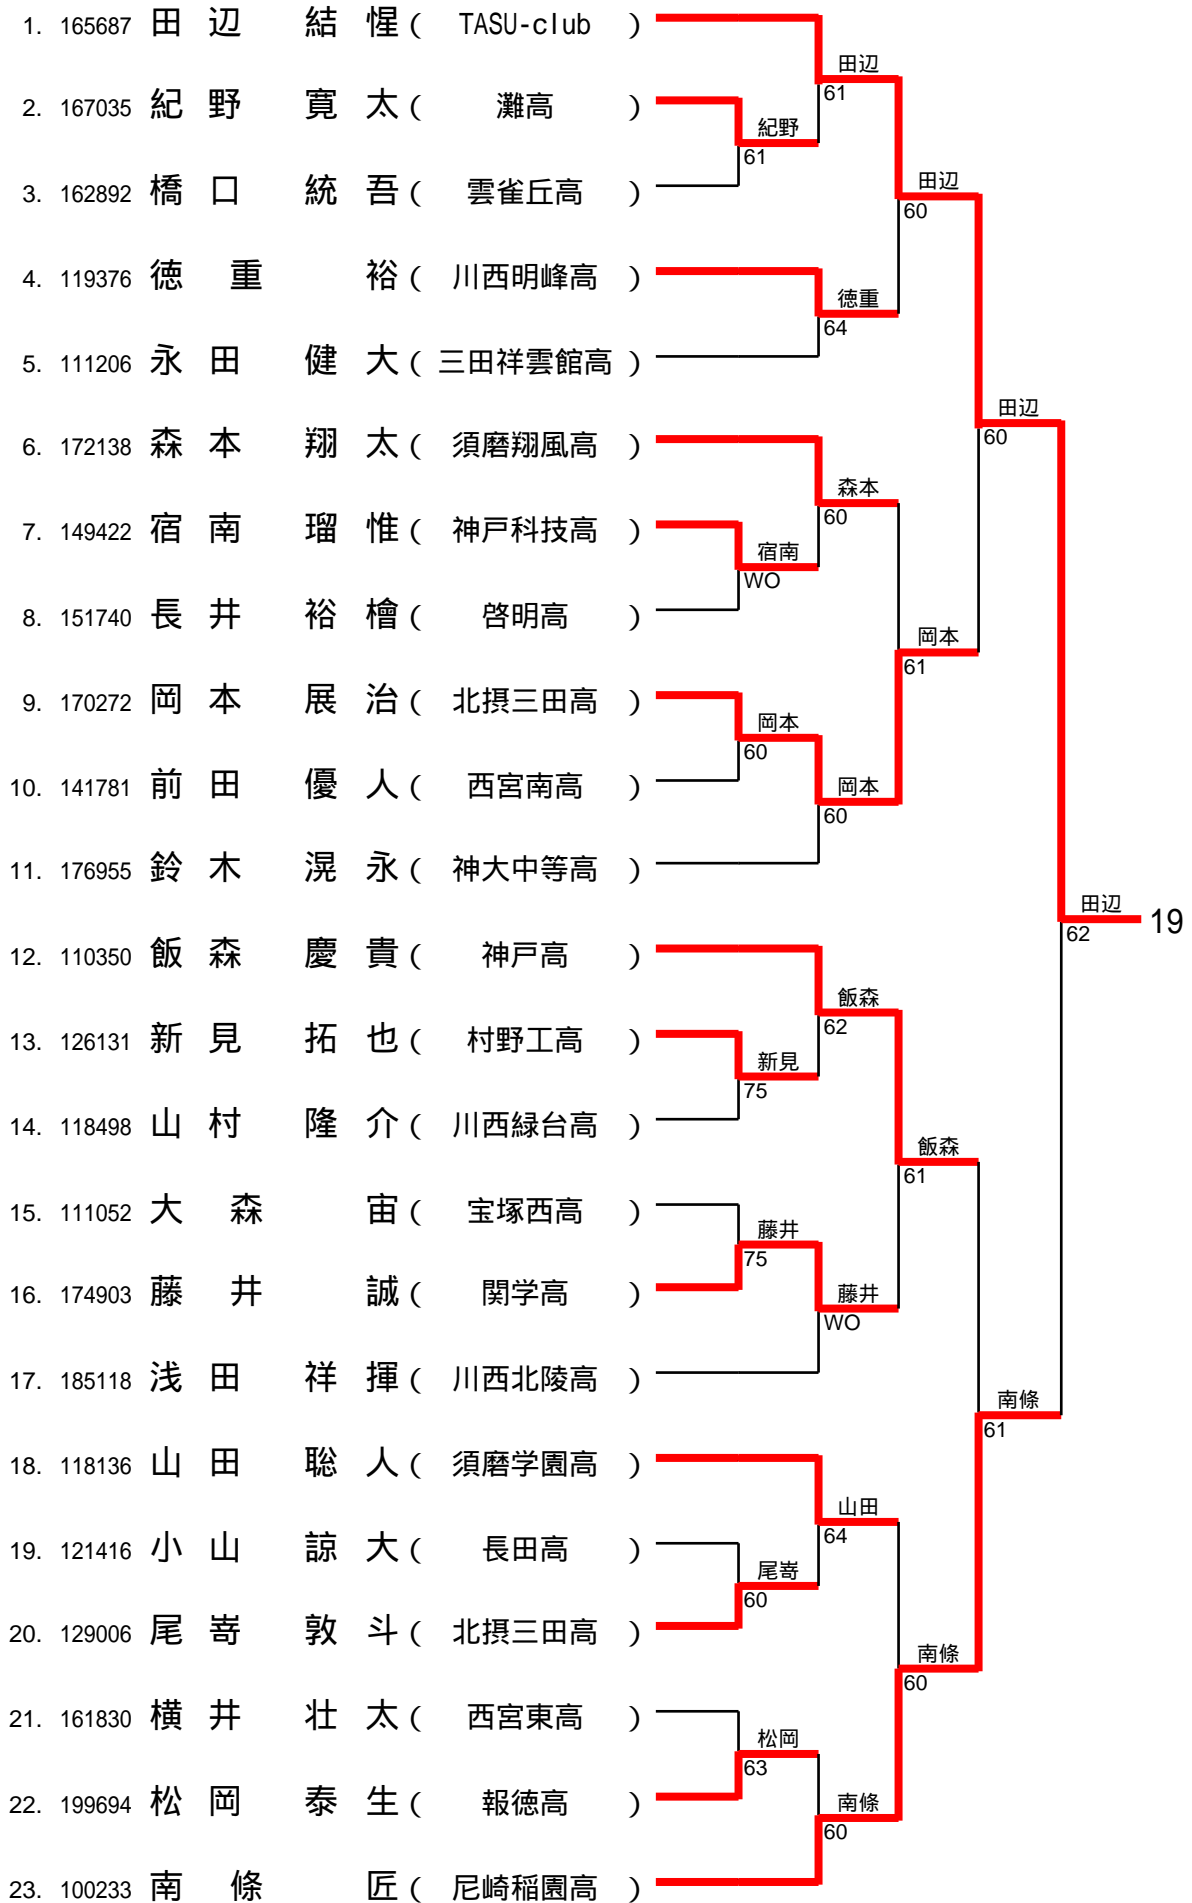 1. 165687 田辺 結惺 ( TASU-club )
田辺
61
2. 167035 紀野 寛太 ( 灘高 )
紀野
61
3. 162892 橋口 統吾 ( 雲雀丘高 )
田辺
60
4. 119376 徳重 裕 ( 川西明峰高 )
徳重
64
5. 111206 永田 健大 ( 三田祥雲館高 )
田辺
60
6. 172138 森本 翔太 ( 須磨翔風高 )
森本
60
7. 149422 宿南 瑠惟 ( 神戸科技高 )
宿南
WO
8. 151740 長井 裕檜 ( 啓明高 )
岡本
61
9. 170272 岡本 展治 ( 北摂三田高 )
岡本
60
10. 141781 前田 優人 ( 西宮南高 )
岡本
60
11. 176955 鈴木 滉永 ( 神大中等高 )
田辺
62
19
12. 110350 飯森 慶貴 ( 神戸高 )
飯森
62
13. 126131 新見 拓也 ( 村野工高 )
新見
75
14. 118498 山村 隆介 ( 川西緑台高 )
飯森
61
15. 111052 大森 宙 ( 宝塚西高 )
藤井
75
16. 174903 藤井 誠 ( 関学高 )
藤井
WO
17. 185118 浅田 祥揮 ( 川西北陵高 )
南條
61
18. 118136 山田 聡人 ( 須磨学園高 )
山田
64
19. 121416 小山 諒大 ( 長田高 )
尾嵜
60
20. 129006 尾嵜 敦斗 ( 北摂三田高 )
南條
60
21. 161830 横井 壮太 ( 西宮東高 )
松岡
63
22. 199694 松岡 泰生 ( 報徳高 )
南條
60
23. 100233 南條 匠 ( 尼崎稲園高 )